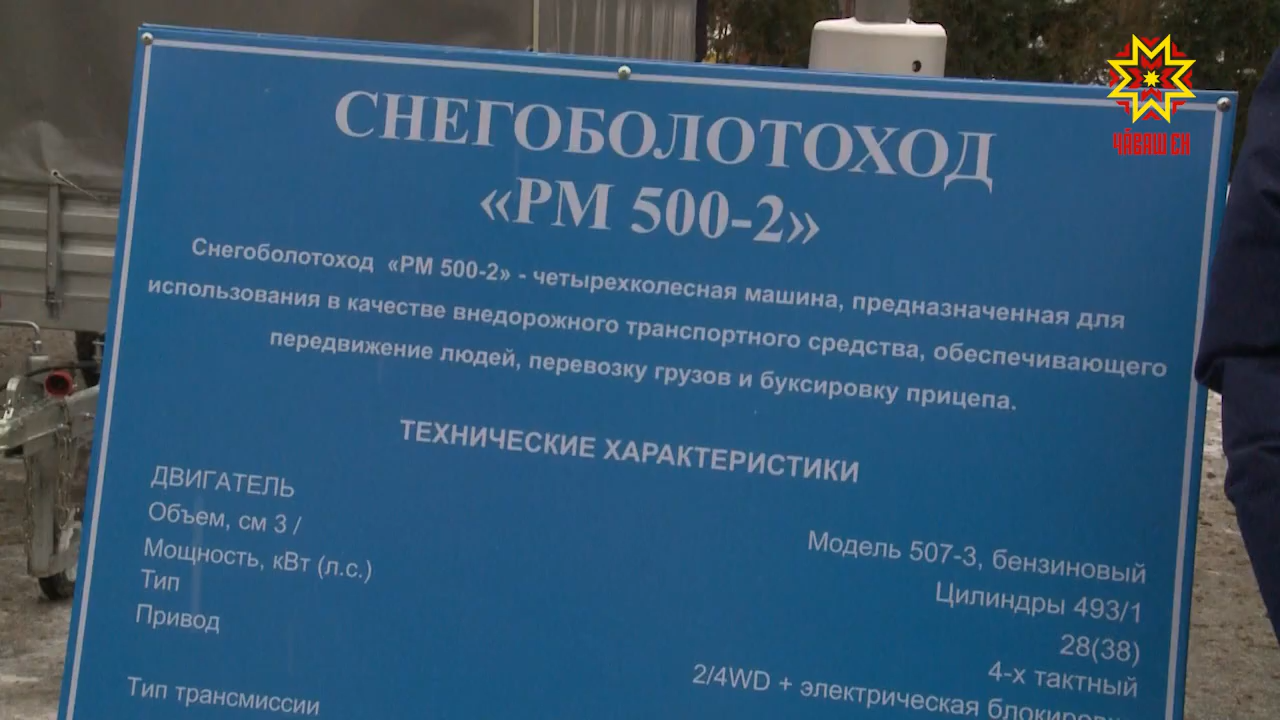 СНЕГОБОЛОТОХОД
«РМ 500-2»
Снегоболотоход «РМ 500-2» - четырехколесная машина, предназначенная для
использования в качестве внедорожного транспортного средства, обеспечивающего
передвижение людей, перевозку грузов и буксировку прицепа.
ТЕХНИЧЕСКИЕ ХАРАКТЕРИСТИКИ
ДВИГАТЕЛЬ
Модель 507-3, бензиновый
Объем, см 3 /
Цилиндры 493/1
Мощность, кВт (л.с.)
28(38)
Тип
4-х тактный
Привод
2/4WD + электрическая
Тип трансмиссии
ЧӐВАШ ЕН